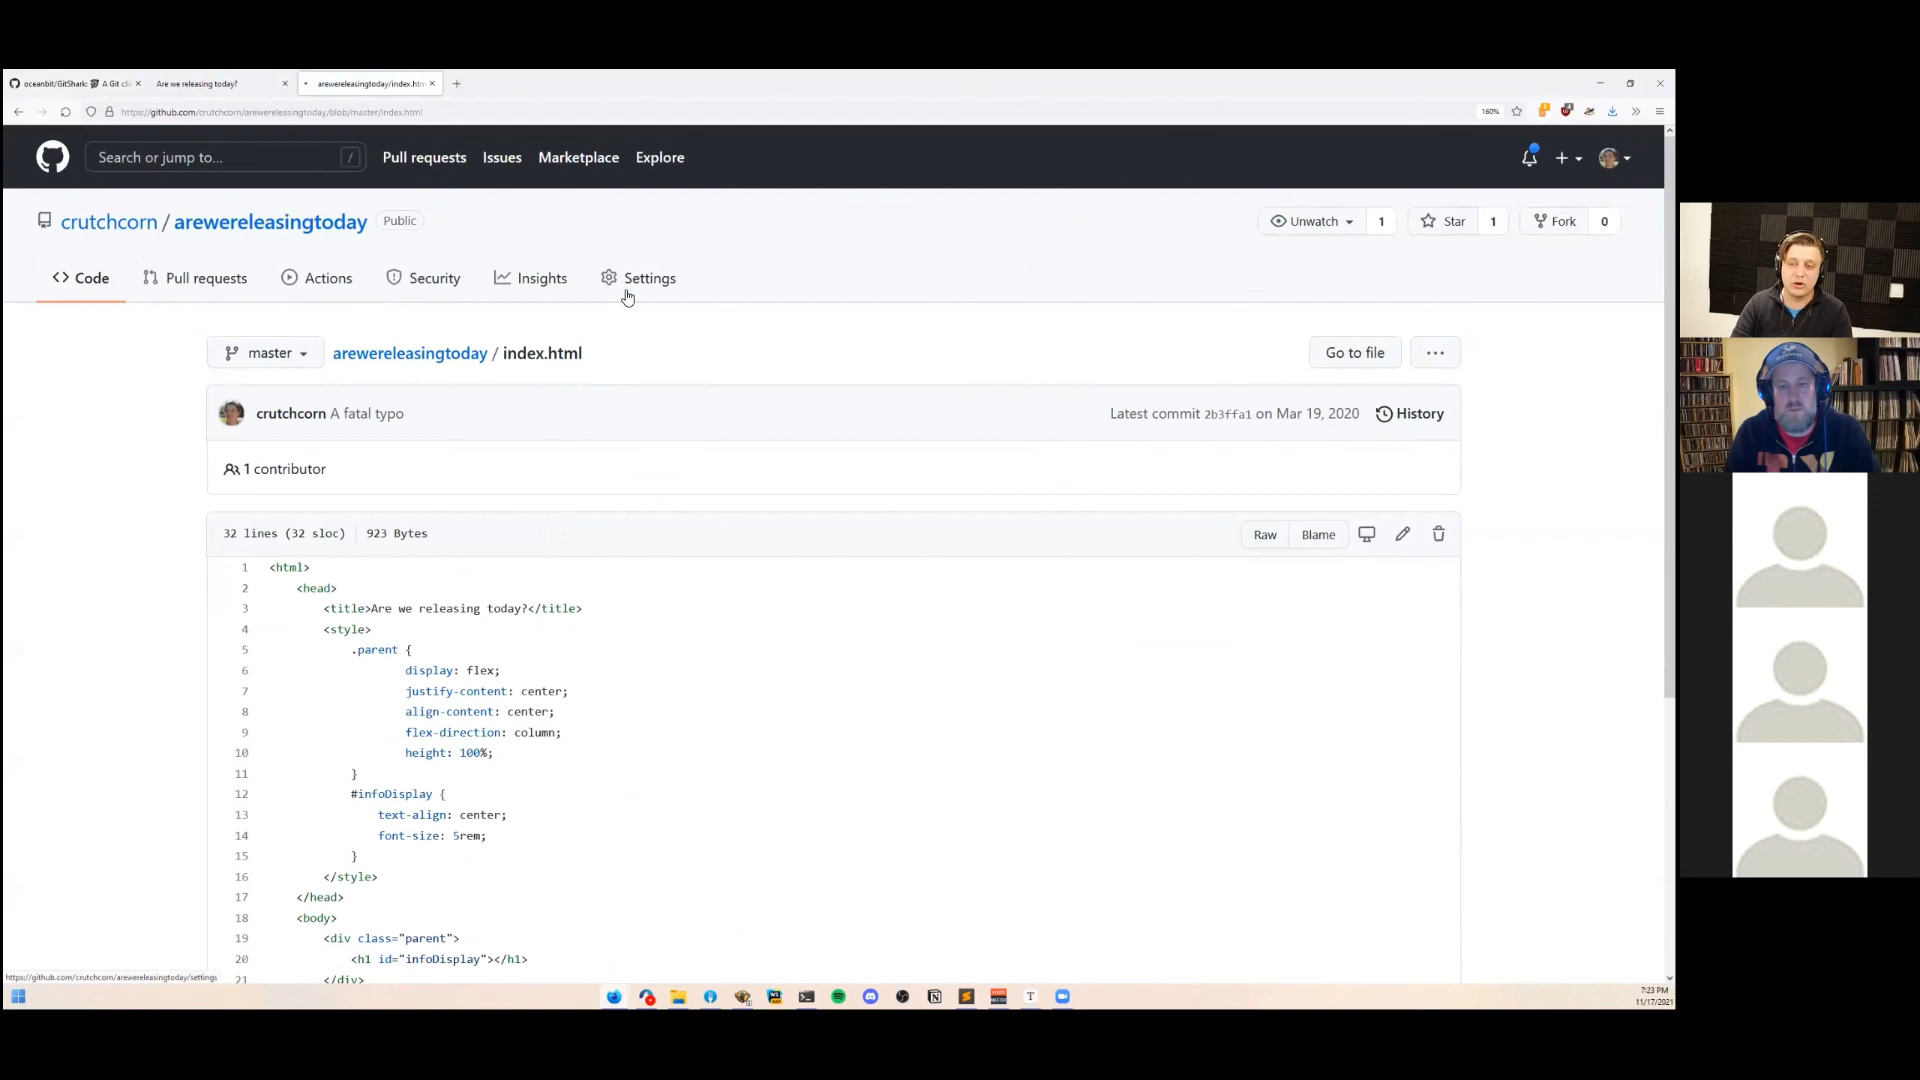 oceanbit/GitShark: A Git cli
Are we releasing today?
arewereleasingtoday/index.htm
https://github.com/crutchcorn/arewereleasingtoday/blob/master/index.html
160%
Search or jump to...
/
Pull requests
Issues
Marketplace
Explore
crutchcorn / arewereleasingtoday
Public
Unwatch
1
Star
1
Fork
0
Code
Pull requests
Actions
Security
Insights
Settings
master
arewereleasingtoday / index.html
Go to file
crutchcorn A fatal typo
Latest commit 2b3ffa1 on Mar 19, 2020
History
1 contributor
32 lines (32 sloc)
923 Bytes
Raw
Blame
1 <html>
2 <head>
3 <title>Are we releasing today?</title>
4 <style>
5 .parent {
6 display: flex;
7 justify-content: center;
8 align-content: center;
9 flex-direction: column;
10 height: 100%;
11 }
12 #infoDisplay {
13 text-align: center;
14 font-size: 5rem;
15 }
16 </style>
17 </head>
18 <body>
19 <div class="parent">
20 <h1 id="infoDisplay"></h1>
21 </div>
https://github.com/crutchcorn/arewereleasingtoday/settings
7:23 PM
11/17/2021